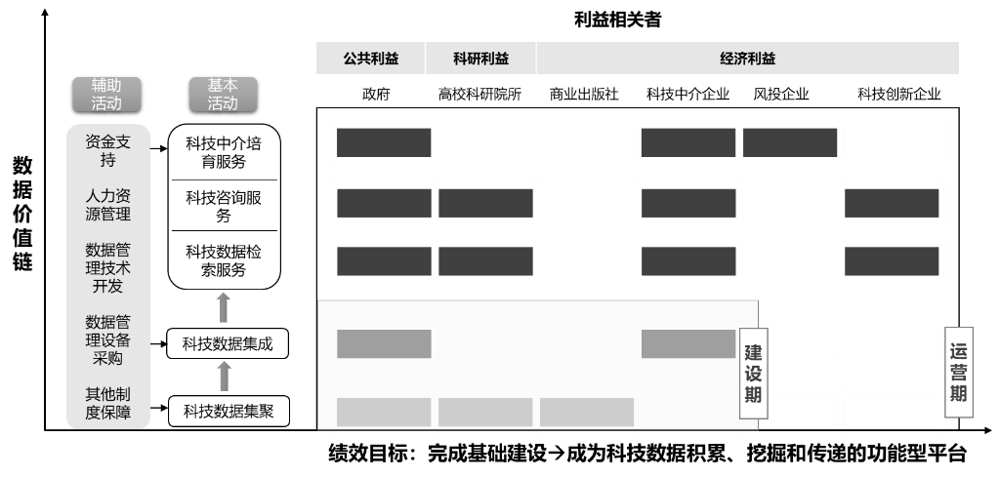 利益相关者
公共利益
科研利益
经济利益
政府
高校科研院所
商业出版社
科技中介企业
风投企业
科技创新企业
辅助
活动
基本
活动
数
据
价
值
链
资金支
持
人力资
源管理
数据管
理技术
开发
数据管
理设备
采购
其他制
度保障
科技中介培
育服务
科技咨询服
务
科技数据检
索服务
科技数据集成
科技数据集聚
建
设
期
运
营
期
绩效目标：完成基础建设→成为科技数据积累、挖掘和传递的功能型平台